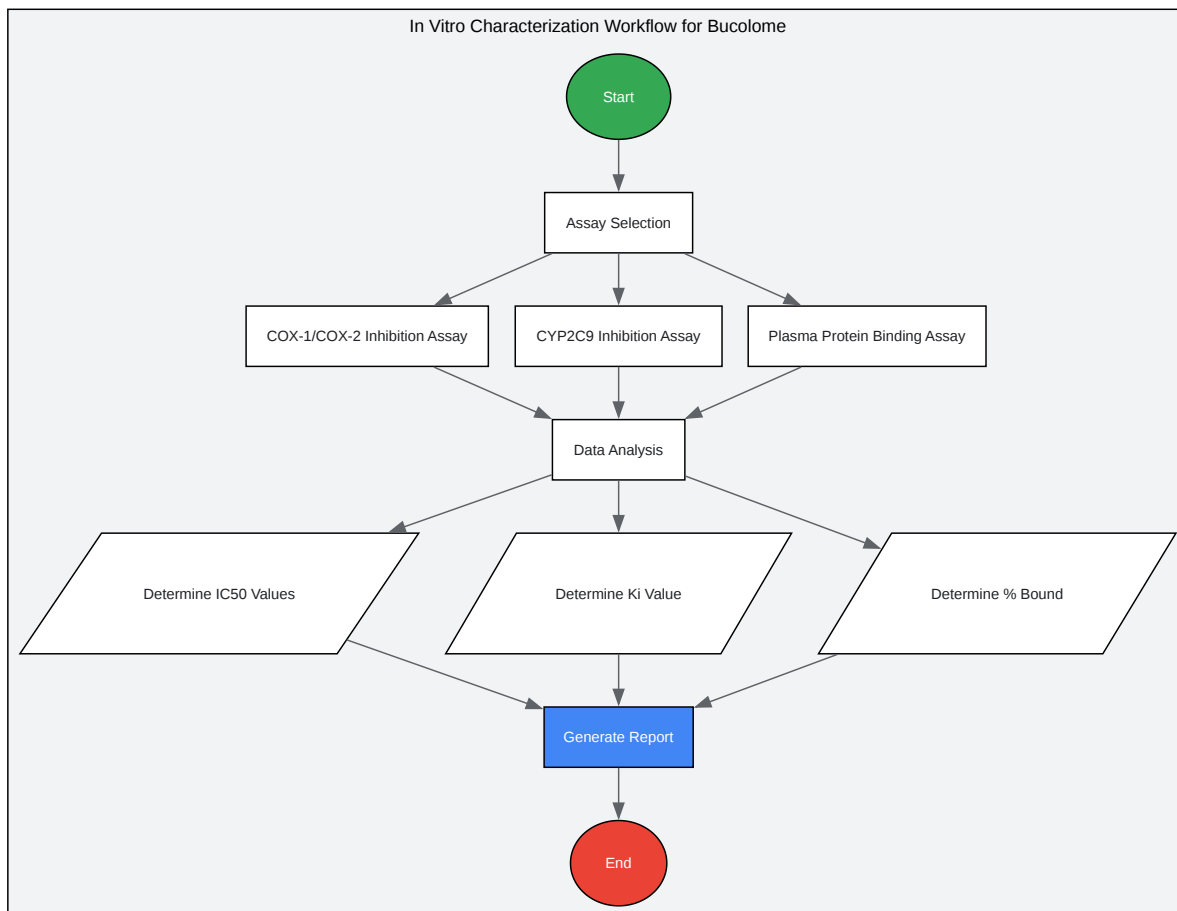 In Vitro Characterization Workflow for Bucolome
Start
Assay Selection
COX-1/COX-2 Inhibition Assay
CYP2C9 Inhibition Assay
Plasma Protein Binding Assay
Data Analysis
Determine IC50 Values
Determine Ki Value
Determine % Bound
Generate Report
End